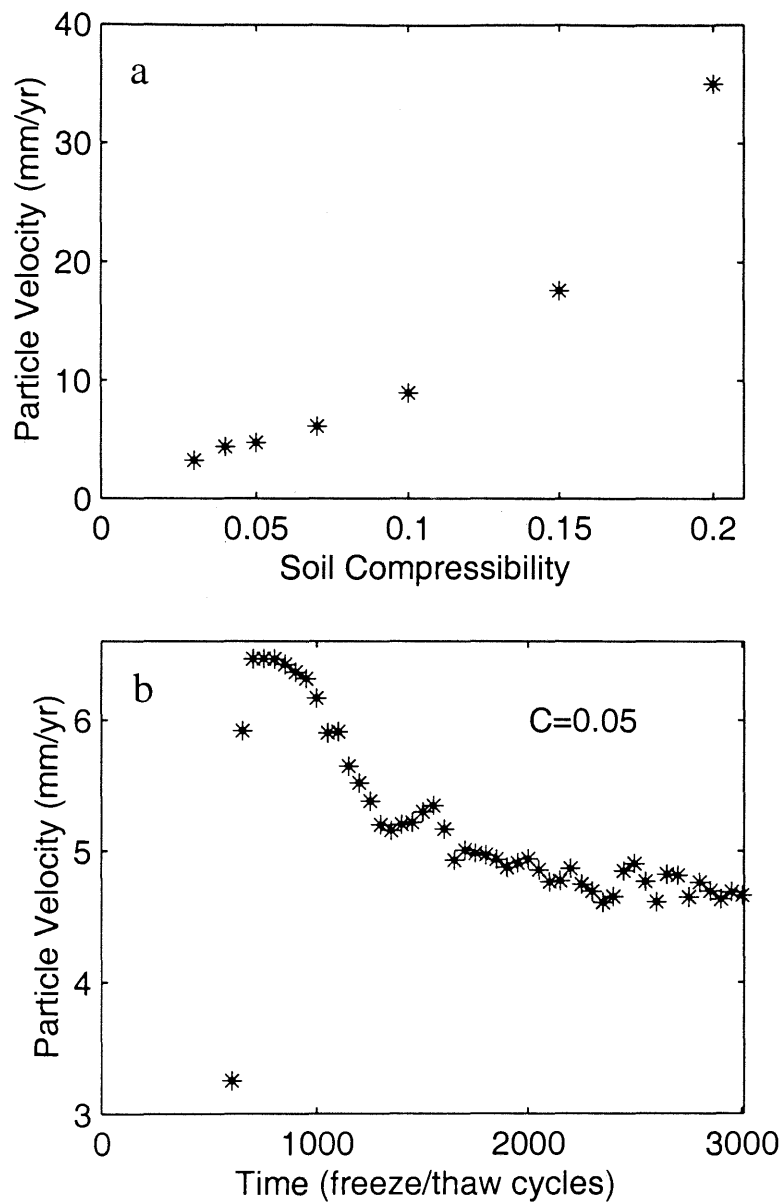 a
Particle Velocity (mm/yr)
40
30
20
10
0
0 0.05 0.1 0.15 0.2
Soil Compressibility
b
C=0.05
Particle Velocity (mm/yr)
6
5
4
3
0 1000 2000 3000
Time (freeze/thaw cycles)